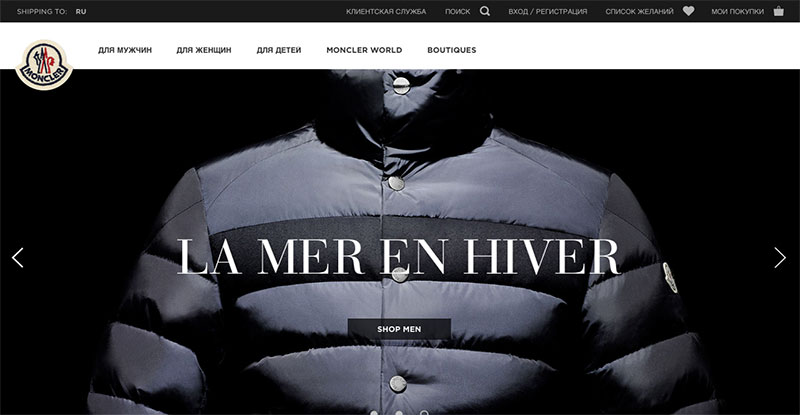 SHIPPING TO: RU
КЛИЕНТСКАЯ СЛУЖБА
ПОИСК
ВХОД / РЕГИСТРАЦИЯ
СПИСОК ЖЕЛАНИЙ
МОИ ПОКУПКИ
MONCLER
ДЛЯ МУЖЧИН
ДЛЯ ЖЕНЩИН
ДЛЯ ДЕТЕЙ
MONCLER WORLD
BOUTIQUES
LA MER EN HIVER
SHOP MEN